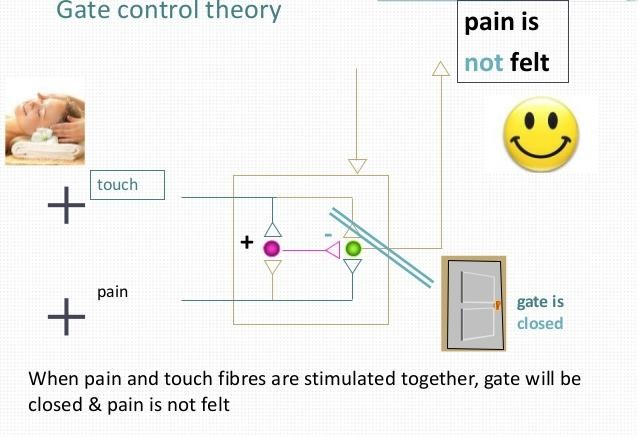 Gate control theory
pain is
not felt
touch
+
-
pain
gate is
closed
When pain and touch fibres are stimulated together, gate will be
closed & pain is not felt